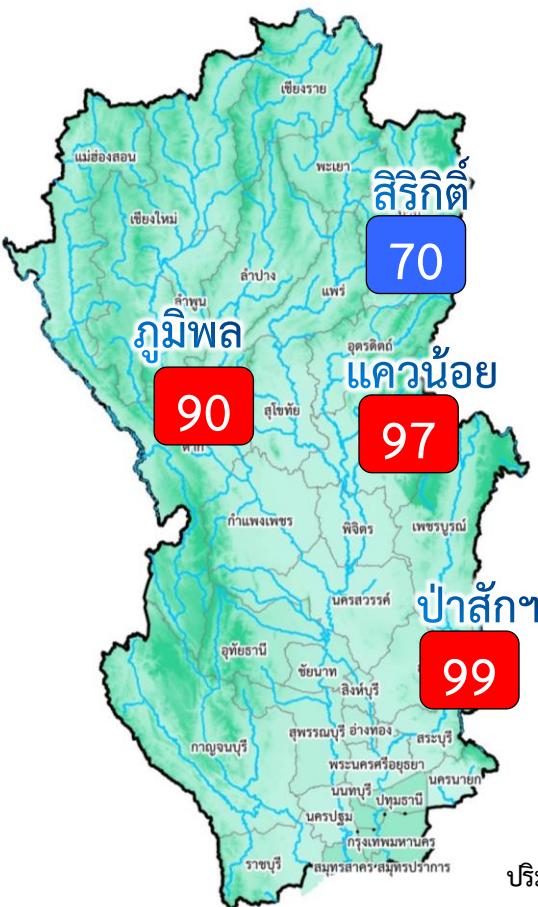 เชียงราย
แม่ฮ่องสอน
พะเยา
สิริกิติ์
เชียงใหม่
70
ลำปาง
แพร่
ลำพูน
ภูมิพล
อุตรดิตถ์
แควน้อย
90
สุโขทัย
97
ตาก
กำแพงเพชร
พิจิตร
เพชรบูรณ์
นครสวรรค์
ป่าสักฯ
อุทัยธานี
ชัยนาท
99
สิงห์บุรี
สุพรรณบุรี อ่างทอง
สระบุรี
กาญจนบุรี
พระนครศรีอยุธยา
นครนายก
นนทบุรี
ปทุมธานี
นครปฐม
กรุงเทพมหานคร
ราชบุรี
สมุทรสาคร สมุทรปราการ